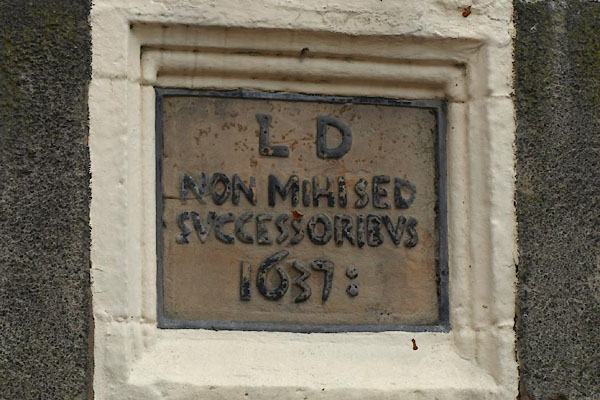 L D
NON MIHI SED
SVCCESSORIBVS
1637: